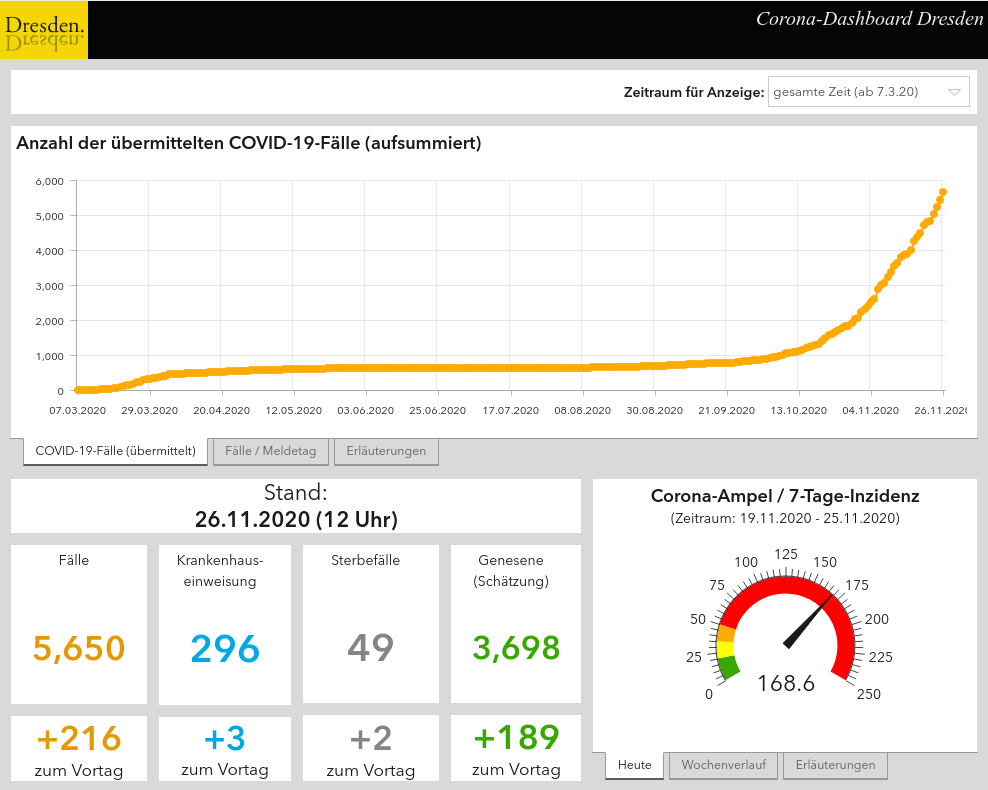 Dresden.
Dresden.
Corona-Dashboard Dresden
Zeitraum für Anzeige: gesamte Zeit (ab 7.3.20)
Anzahl der übermittelten COVID-19-Fälle (aufsummiert)
6,000
5,000
4,000
3,000
2,000
1,000
0
07.03.2020 29.03.2020 20.04.2020 12.05.2020 03.06.2020 25.06.2020 17.07.2020 08.08.2020 30.08.2020 21.09.2020 13.10.2020 04.11.2020 26.11.2020
COVID-19-Fälle (übermittelt) Fälle / Meldetag Erläuterungen
Stand:
26.11.2020 (12 Uhr)
Fälle
5,650
+216
zum Vortag
Krankenhaus-
einweisung
296
+3
zum Vortag
Sterbefälle
49
+2
zum Vortag
Genesene
(Schätzung)
3,698
+189
zum Vortag
Corona-Ampel / 7-Tage-Inzidenz
(Zeitraum: 19.11.2020 - 25.11.2020)
0
25
50
75
100
125
150
175
200
225
250
168.6
Heute Wochenverlauf Erläuterungen